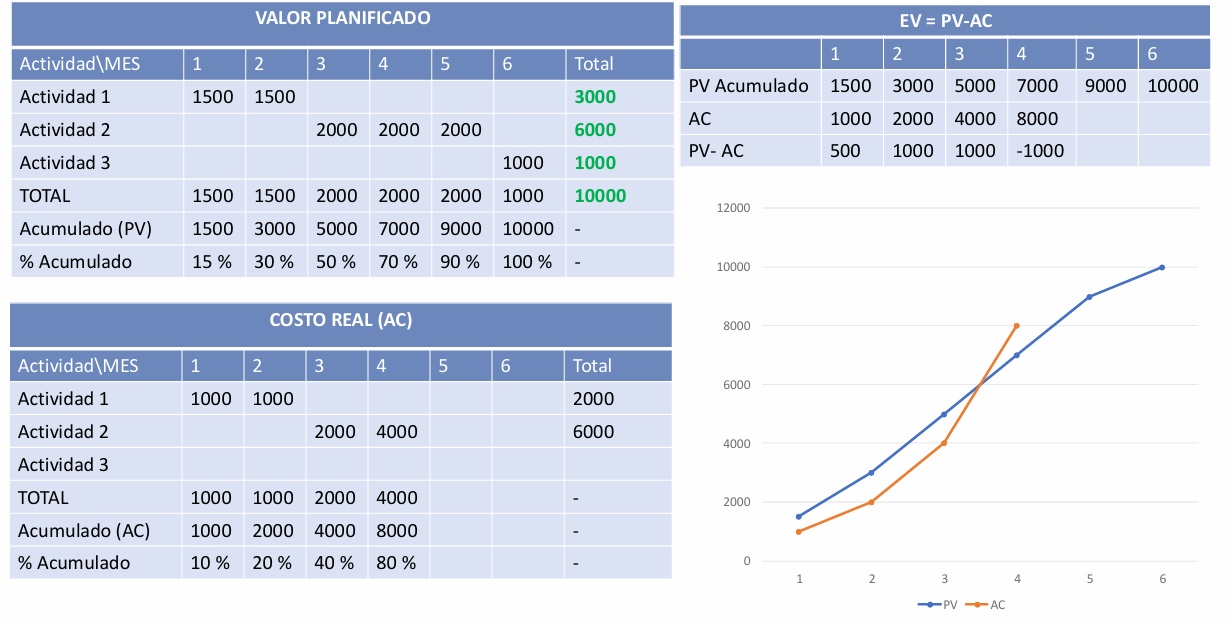 VALOR PLANIFICADO
Actividad\MES 1 2 3 4 5 6 Total
Actividad 1 1500 1500 3000
Actividad 2 2000 2000 2000 6000
Actividad 3 1000 1000
TOTAL 1500 1500 2000 2000 2000 1000 10000
Acumulado (PV) 1500 3000 5000 7000 9000 10000 -
% Acumulado 15 % 30 % 50 % 70 % 90 % 100 % -
COSTO REAL (AC)
Actividad\MES 1 2 3 4 5 6 Total
Actividad 1 1000 1000 2000
Actividad 2 2000 4000 6000
Actividad 3
TOTAL 1000 1000 2000 4000 -
Acumulado (AC) 1000 2000 4000 8000 -
% Acumulado 10 % 20 % 40 % 80 % -
EV = PV-AC
1 2 3 4 5 6
PV Acumulado 1500 3000 5000 7000 9000 10000
AC 1000 2000 4000 8000
PV- AC 500 1000 1000 -1000
12000
10000
8000
6000
4000
2000
0
1 2 3 4 5 6
PV AC